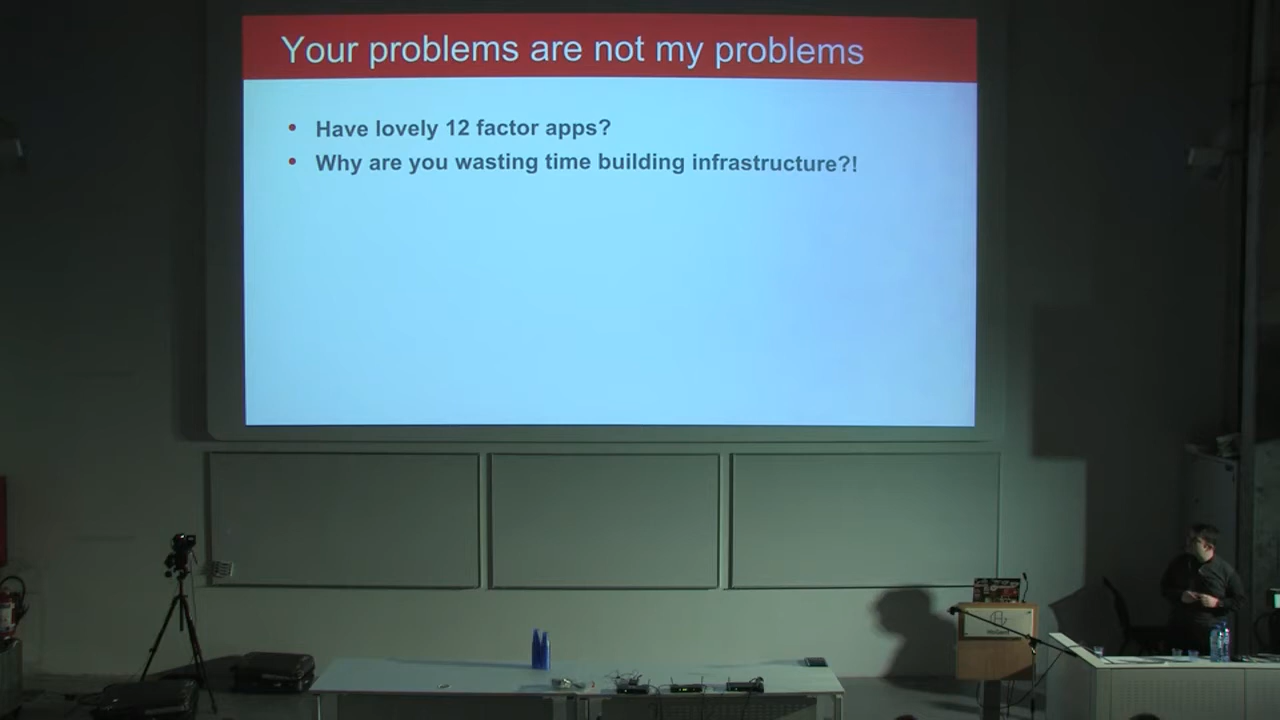 Your problems are not my problems
• Have lovely 12 factor apps?
• Why are you wasting time building infrastructure?!